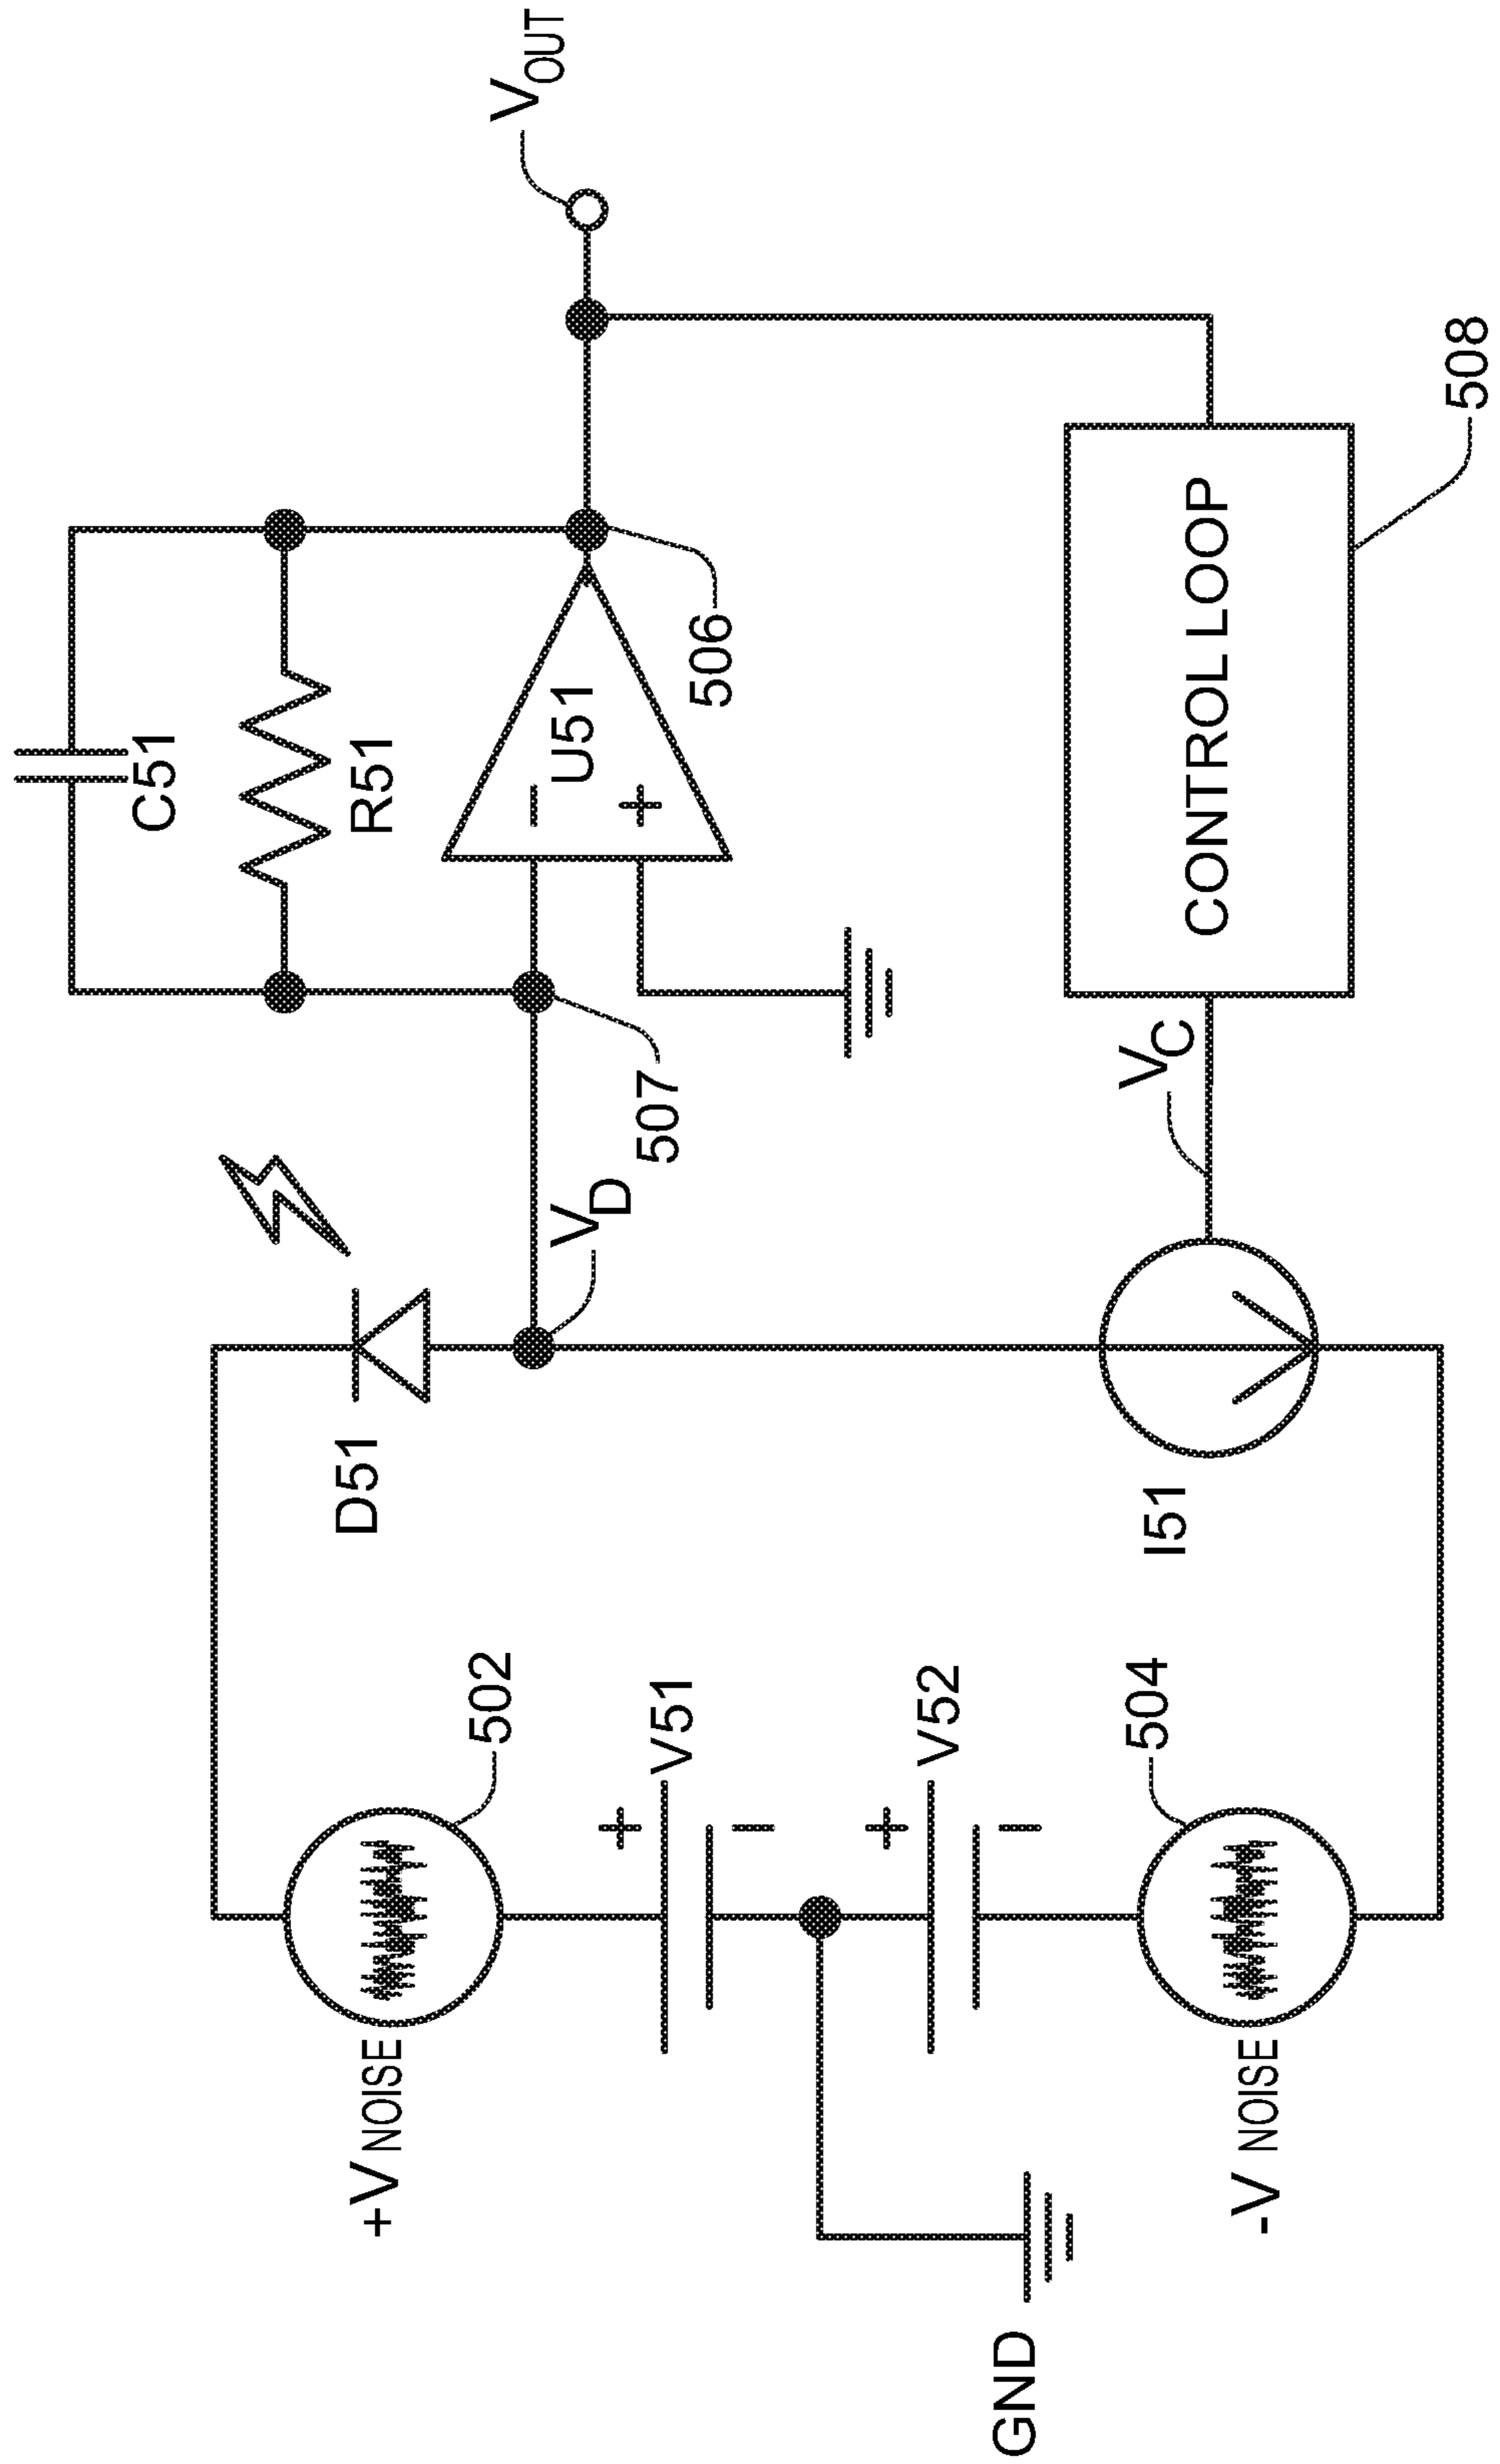 C51
R51
U51
−
+
VOUT
506
507
VD
D51
+VNOISE
502
+
V51
−
+
V52
−
GND
504
-VNOISE
I51
VC
CONTROL LOOP
508